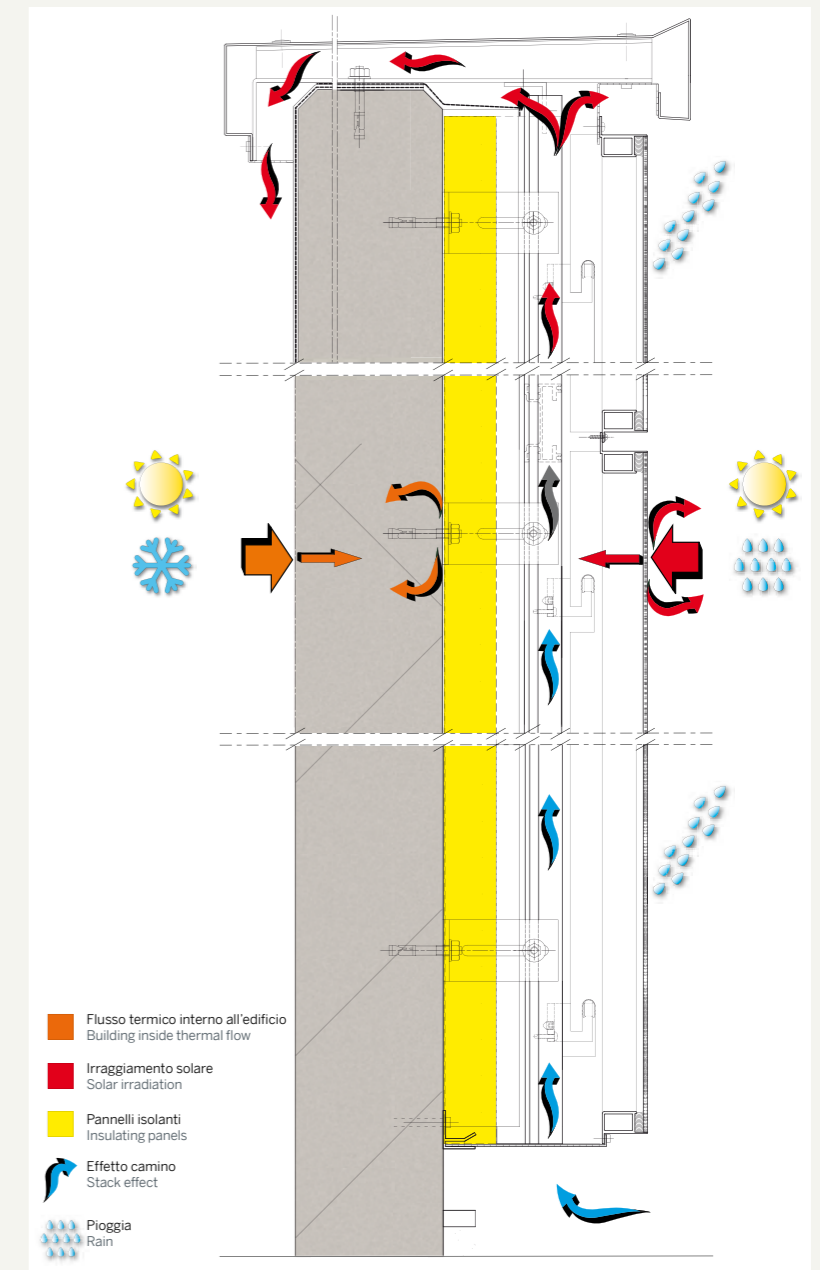 Flusso termico interno all'edificio
Building inside thermal flow
Irraggiamento solare
Solar irradiation
Pannelli isolanti
Insulating panels
Effetto camino
Stack effect
Pioggia
Rain